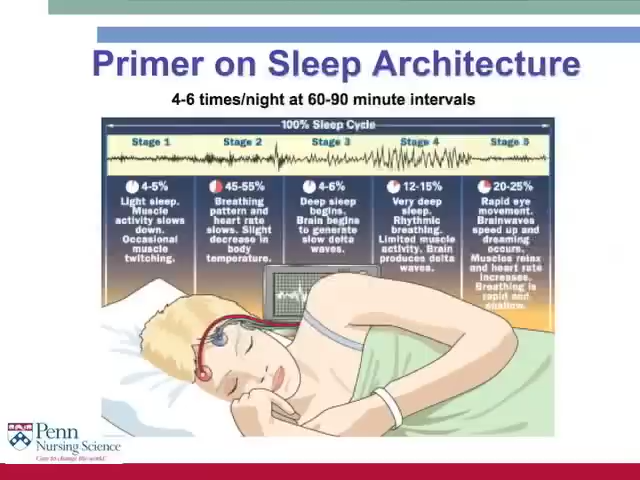 Primer on Sleep Architecture
4-6 times/night at 60-90 minute intervals
100% Sleep Cycle
Stage 1
Stage 2
Stage 3
Stage 4
Stage 5
4-5%
Light sleep.
Muscle
activity slows
down.
Occasional
muscle
twitching.
45-55%
Breathing
pattern and
heart rate
slows. Slight
decrease in
body
temperature.
4-6%
Deep sleep
begins.
Brain begins
to generate
slow delta
waves.
12-15%
Very deep
sleep.
Rhythmic
breathing.
Limited muscle
activity. Brain
produces delta
waves.
20-25%
Rapid eye
movement.
Brainwaves
speed up and
dreaming
occurs.
Muscles relax
and heart rate
increases.
Breathing is
rapid and
shallow.
Penn
Nursing Science
Care to change the world.